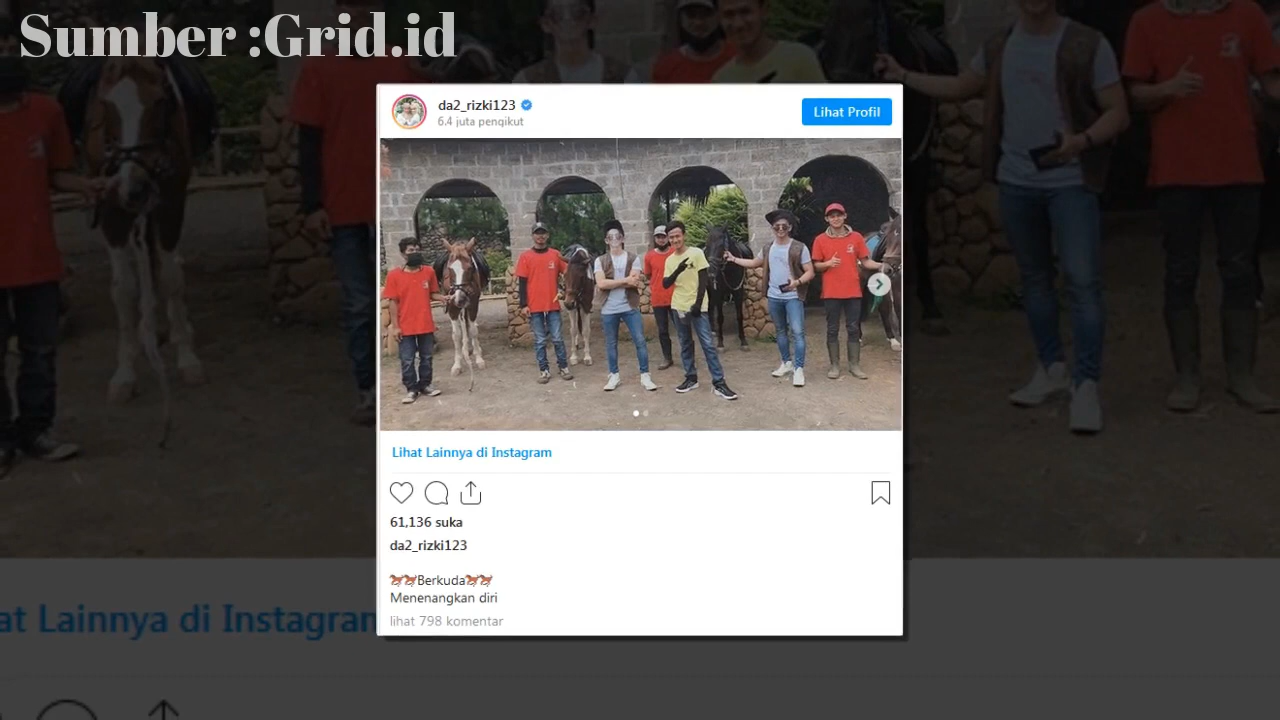 Sumber :Grid.id
da2_rizki123
6.4 juta pengikut
Lihat Profil
Lihat Lainnya di Instagram
61,136 suka
da2_rizki123
🐎🐎Berkuda🐎🐎
Menenangkan diri
lihat 798 komentar
at Lainnya di Instagran